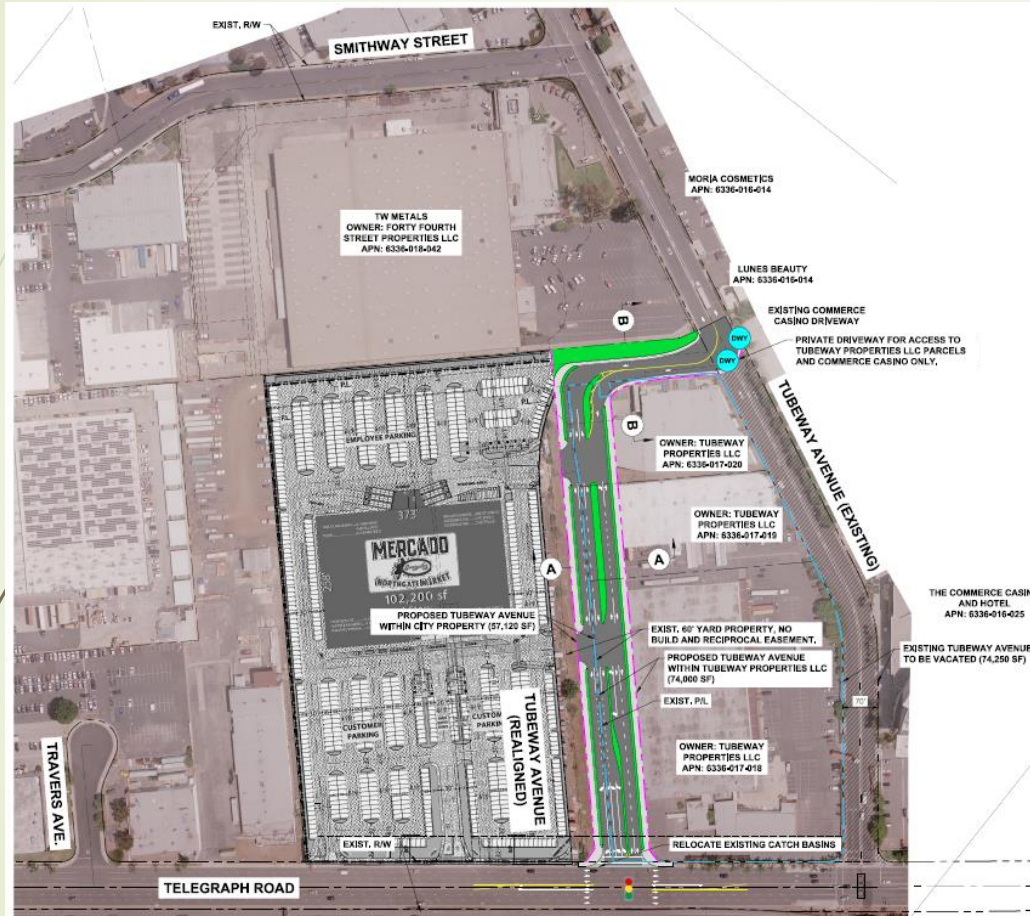 EXIST. R/W
SMITHWAY STREET
MORIA COSMETICS
APN: 6336-016-014
TW METALS
OWNER: FORTY FOURTH
STREET PROPERTIES LLC
APN: 6336-018-042
LUNES BEAUTY
APN: 6336-016-014
B
EXISTING COMMERCE
CASINO DRIVEWAY
DWY
DWY
PRIVATE DRIVEWAY FOR ACCESS TO
TUBEWAY PROPERTIES LLC PARCELS
AND COMMERCE CASINO ONLY.
P.L.
P.L.
P.L.
TUBEWAY AVENUE (EXISTING)
EMPLOYEE PARKING
B
OWNER: TUBEWAY
PROPERTIES LLC
APN: 6336-017-020
373'
OWNER: TUBEWAY
PROPERTIES LLC
APN: 6336-017-019
MERCADO
NORTHGATE MARKET
102,200 sf
A
A
THE COMMERCE CASIN
AND HOTEL
APN: 6336-016-025
PROPOSED TUBEWAY AVENUE
WITHIN CITY PROPERTY (57,120 SF)
EXIST. 60' YARD PROPERTY, NO
BUILD AND RECIPROCAL EASEMENT.
PROPOSED TUBEWAY AVENUE
WITHIN TUBEWAY PROPERTIES LLC
(74,000 SF)
EXISTING TUBEWAY AVENUE
TO BE VACATED (74,250 SF)
EXIST. P/L
70'
CUSTOMER
PARKING
CUSTOM
PARKIN
TUBEWAY AVENUE
(REALIGNED)
OWNER: TUBEWAY
PROPERTIES LLC
APN: 6336-017-018
TRAVERS AVE.
EXIST. R/W
RELOCATE EXISTING CATCH BASINS
TELEGRAPH ROAD